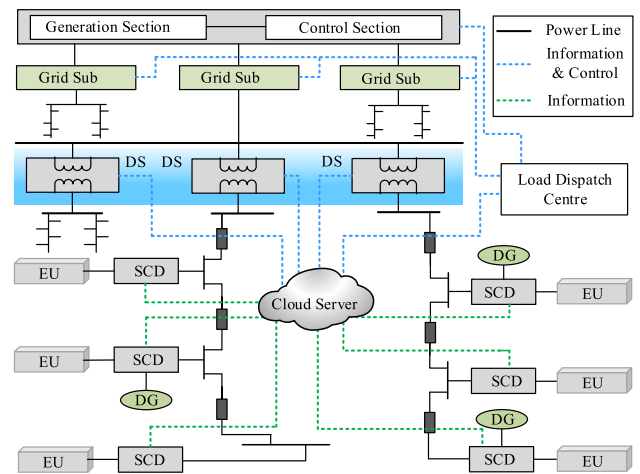 Generation Section
Control Section
Power Line
Information
& Control
Information
Grid Sub
Grid Sub
Grid Sub
DS
DS
DS
Load Dispatch
Centre
Cloud Server
EU
SCD
DG
SCD
EU
EU
SCD
DG
SCD
EU
EU
SCD
DG
SCD
EU